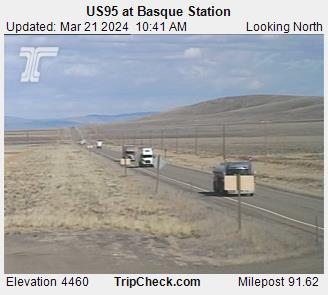 US95 at Basque Station
Updated: Mar 21 2024 10:41 AM Looking North
Elevation 4460 TripCheck.com Milepost 91.62